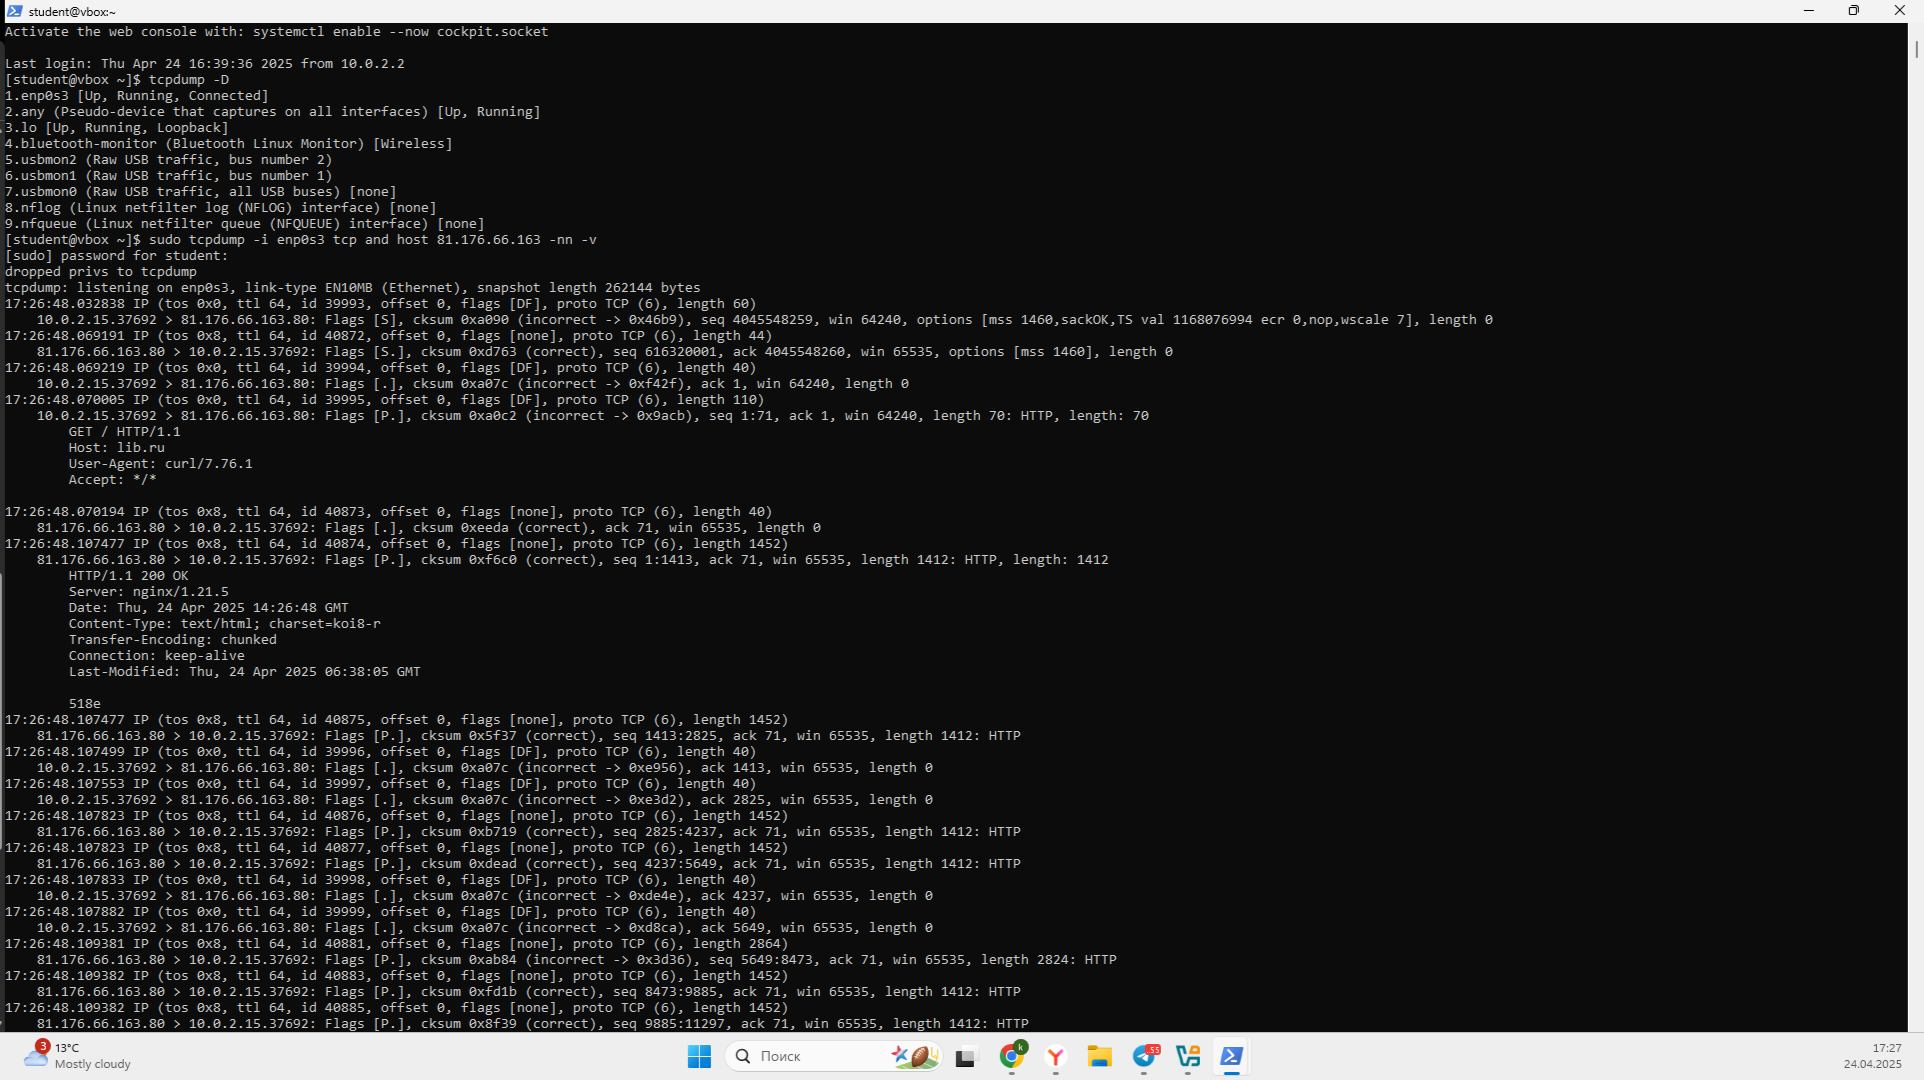 student@vbox:~
Activate the web console with: systemctl enable --now cockpit.socket
Last login: Thu Apr 24 16:39:36 2025 from 10.0.2.2
[student@vbox ~]$ tcpdump -D
1.enp0s3 [Up, Running, Connected]
2.any (Pseudo-device that captures on all interfaces) [Up, Running]
3.lo [Up, Running, Loopback]
4.bluetooth-monitor (Bluetooth Linux Monitor) [Wireless]
5.usbmon2 (Raw USB traffic, bus number 2)
6.usbmon1 (Raw USB traffic, bus number 1)
7.usbmon0 (Raw USB traffic, all USB buses) [none]
8.nflog (Linux netfilter log (NFLOG) interface) [none]
9.nfqueue (Linux netfilter queue (NFQUEUE) interface) [none]
[student@vbox ~]$ sudo tcpdump -i enp0s3 tcp and host 81.176.66.163 -nn -v
[sudo] password for student:
dropped privs to tcpdump
tcpdump: listening on enp0s3, link-type EN10MB (Ethernet), snapshot length 262144 bytes
17:26:48.032838 IP (tos 0x0, ttl 64, id 39993, offset 0, flags [DF], proto TCP (6), length 60)
10.0.2.15.37692 > 81.176.66.163.80: Flags [S], cksum 0xa090 (incorrect -> 0x46b9), seq 4045548259, win 64240, options [mss 1460,sackOK,TS val 1168076994 ecr 0,nop,wscale 7], length 0
17:26:48.069191 IP (tos 0x0, ttl 64, id 40872, offset 0, flags [none], proto TCP (6), length 44)
81.176.66.163.80 > 10.0.2.15.37692: Flags [S.], cksum 0xd763 (correct), seq 616320001, ack 4045548260, win 65535, options [mss 1460], length 0
17:26:48.069219 IP (tos 0x0, ttl 64, id 39994, offset 0, flags [DF], proto TCP (6), length 40)
10.0.2.15.37692 > 81.176.66.163.80: Flags [.], cksum 0xa07c (incorrect -> 0xf42f), ack 1, win 64240, length 0
17:26:48.070005 IP (tos 0x0, ttl 64, id 39995, offset 0, flags [DF], proto TCP (6), length 110)
10.0.2.15.37692 > 81.176.66.163.80: Flags [P.], cksum 0xa0c2 (incorrect -> 0x9acb), seq 1:71, ack 1, win 64240, length 70: HTTP, length: 70
GET / HTTP/1.1
Host: lib.ru
User-Agent: curl/7.76.1
Accept: */*
17:26:48.070194 IP (tos 0x8, ttl 64, id 40873, offset 0, flags [none], proto TCP (6), length 40)
81.176.66.163.80 > 10.0.2.15.37692: Flags [.], cksum 0xeeda (correct), ack 71, win 65535, length 0
17:26:48.107477 IP (tos 0x8, ttl 64, id 40874, offset 0, flags [none], proto TCP (6), length 1452)
81.176.66.163.80 > 10.0.2.15.37692: Flags [P.], cksum 0xf6c0 (correct), seq 1:1413, ack 71, win 65535, length 1412: HTTP, length: 1412
HTTP/1.1 200 OK
Server: nginx/1.21.5
Date: Thu, 24 Apr 2025 14:26:48 GMT
Content-Type: text/html; charset=koi8-r
Transfer-Encoding: chunked
Connection: keep-alive
Last-Modified: Thu, 24 Apr 2025 06:38:05 GMT
518e
17:26:48.107477 IP (tos 0x8, ttl 64, id 40875, offset 0, flags [none], proto TCP (6), length 1452)
81.176.66.163.80 > 10.0.2.15.37692: Flags [P.], cksum 0x5f37 (correct), seq 1413:2825, ack 71, win 65535, length 1412: HTTP
17:26:48.107499 IP (tos 0x0, ttl 64, id 39996, offset 0, flags [DF], proto TCP (6), length 40)
10.0.2.15.37692 > 81.176.66.163.80: Flags [.], cksum 0xa07c (incorrect -> 0xe956), ack 1413, win 65535, length 0
17:26:48.107553 IP (tos 0x0, ttl 64, id 39997, offset 0, flags [DF], proto TCP (6), length 40)
10.0.2.15.37692 > 81.176.66.163.80: Flags [.], cksum 0xa07c (incorrect -> 0xe3d2), ack 2825, win 65535, length 0
17:26:48.107823 IP (tos 0x8, ttl 64, id 40876, offset 0, flags [none], proto TCP (6), length 1452)
81.176.66.163.80 > 10.0.2.15.37692: Flags [P.], cksum 0xb719 (correct), seq 2825:4237, ack 71, win 65535, length 1412: HTTP
17:26:48.107823 IP (tos 0x8, ttl 64, id 40877, offset 0, flags [none], proto TCP (6), length 1452)
81.176.66.163.80 > 10.0.2.15.37692: Flags [P.], cksum 0xdead (correct), seq 4237:5649, ack 71, win 65535, length 1412: HTTP
17:26:48.107833 IP (tos 0x0, ttl 64, id 39998, offset 0, flags [DF], proto TCP (6), length 40)
10.0.2.15.37692 > 81.176.66.163.80: Flags [.], cksum 0xa07c (incorrect -> 0xde4e), ack 4237, win 65535, length 0
17:26:48.107882 IP (tos 0x0, ttl 64, id 39999, offset 0, flags [DF], proto TCP (6), length 40)
10.0.2.15.37692 > 81.176.66.163.80: Flags [.], cksum 0xa07c (incorrect -> 0xd8ca), ack 5649, win 65535, length 0
17:26:48.109381 IP (tos 0x8, ttl 64, id 40881, offset 0, flags [none], proto TCP (6), length 2864)
81.176.66.163.80 > 10.0.2.15.37692: Flags [P.], cksum 0xab84 (incorrect -> 0x3d36), seq 5649:8473, ack 71, win 65535, length 2824: HTTP
17:26:48.109382 IP (tos 0x8, ttl 64, id 40883, offset 0, flags [none], proto TCP (6), length 1452)
81.176.66.163.80 > 10.0.2.15.37692: Flags [P.], cksum 0xfd1b (correct), seq 8473:9885, ack 71, win 65535, length 1412: HTTP
17:26:48.109382 IP (tos 0x8, ttl 64, id 40885, offset 0, flags [none], proto TCP (6), length 1452)
81.176.66.163.80 > 10.0.2.15.37692: Flags [P.], cksum 0x8f39 (correct), seq 9885:11297, ack 71, win 65535, length 1412: HTTP
3
13°C
Mostly cloudy
Поиск
k
55
17:27
24.04.2025